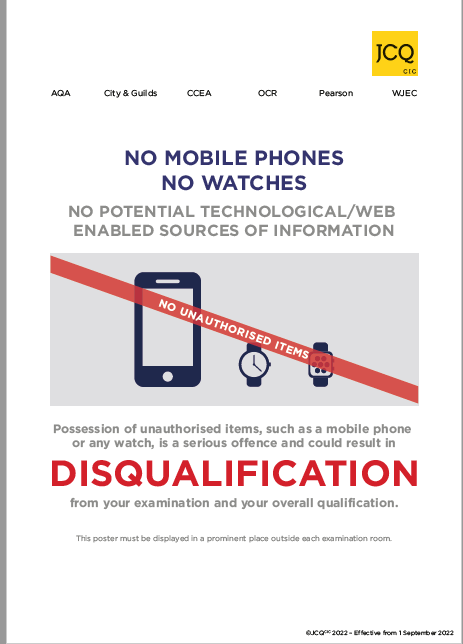 JCQ
CIC
AQA City & Guilds CCEA OCR Pearson WJEC
NO MOBILE PHONES
NO WATCHES
NO POTENTIAL TECHNOLOGICAL/WEB
ENABLED SOURCES OF INFORMATION
NO UNAUTHORISED ITEMS
Possession of unauthorised items, such as a mobile phone
or any watch, is a serious offence and could result in
DISQUALIFICATION
from your examination and your overall qualification.
This poster must be displayed in a prominent place outside each examination room.
©JCQᶜᴵᶜ 2022 – Effective from 1 September 2022